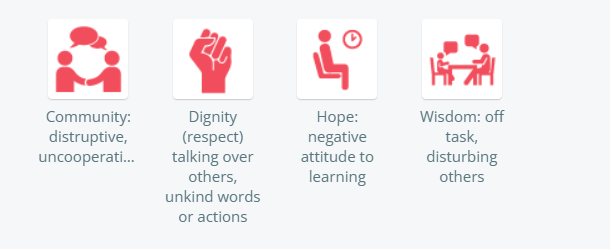 Community:
disruptive,
uncooperati...
Dignity
(respect)
talking over
others,
unkind words
or actions
Hope:
negative
attitude to
learning
Wisdom: off
task,
disturbing
others